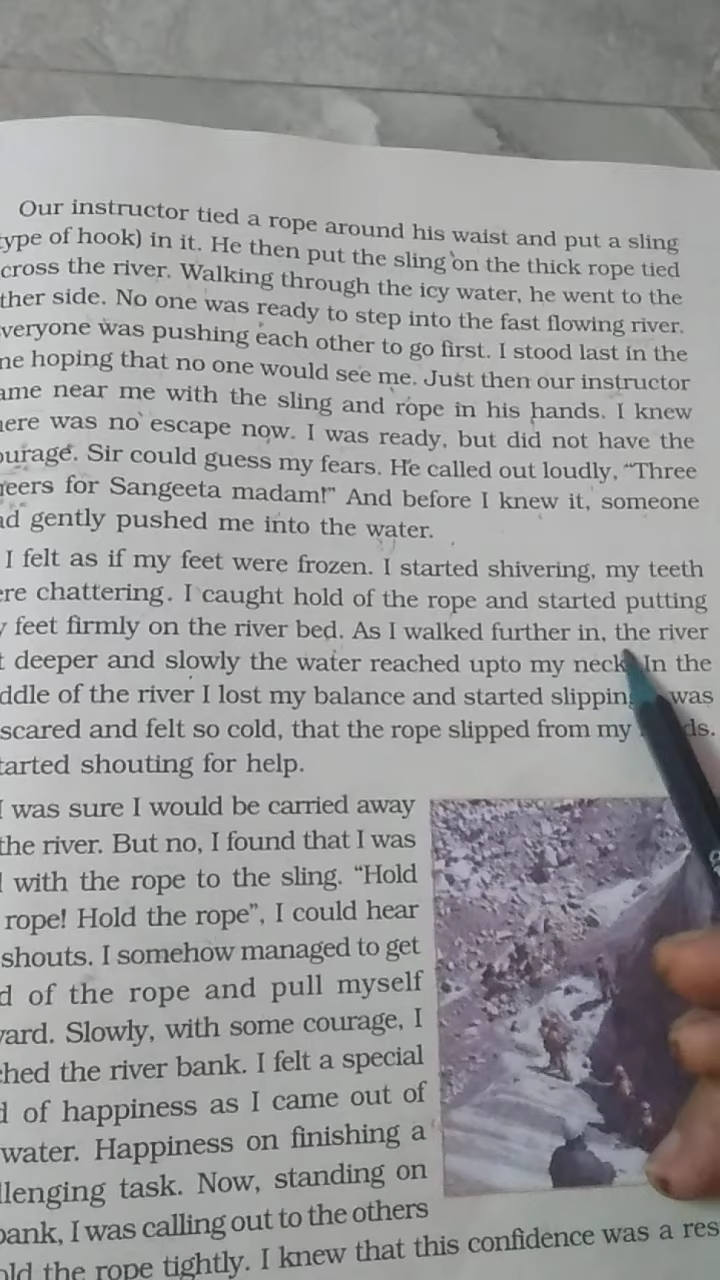 Our instructor tied a rope around his waist and put a sling
ype of hook) in it. He then put the sling on the thick rope tied
cross the river. Walking through the icy water, he went to the
ther side. No one was ready to step into the fast flowing river.
veryone was pushing each other to go first. I stood last in the
ne hoping that no one would see me. Just then our instructor
ame near me with the sling and rope in his hands. I knew
ere was no escape now. I was ready, but did not have the
ourage. Sir could guess my fears. He called out loudly, “Three
eers for Sangeeta madam!” And before I knew it, someone
ad gently pushed me into the water.
I felt as if my feet were frozen. I started shivering, my teeth
ere chattering. I caught hold of the rope and started putting
y feet firmly on the river bed. As I walked further in, the river
t deeper and slowly the water reached upto my neck. In the
ddle of the river I lost my balance and started slipping was
scared and felt so cold, that the rope slipped from my ds.
tarted shouting for help.
I was sure I would be carried away
the river. But no, I found that I was
with the rope to the sling. “Hold
rope! Hold the rope”, I could hear
shouts. I somehow managed to get
d of the rope and pull myself
ard. Slowly, with some courage, I
ched the river bank. I felt a special
d of happiness as I came out of
water. Happiness on finishing a
llenging task. Now, standing on
bank, I was calling out to the others
old the rope tightly. I knew that this confidence was a res